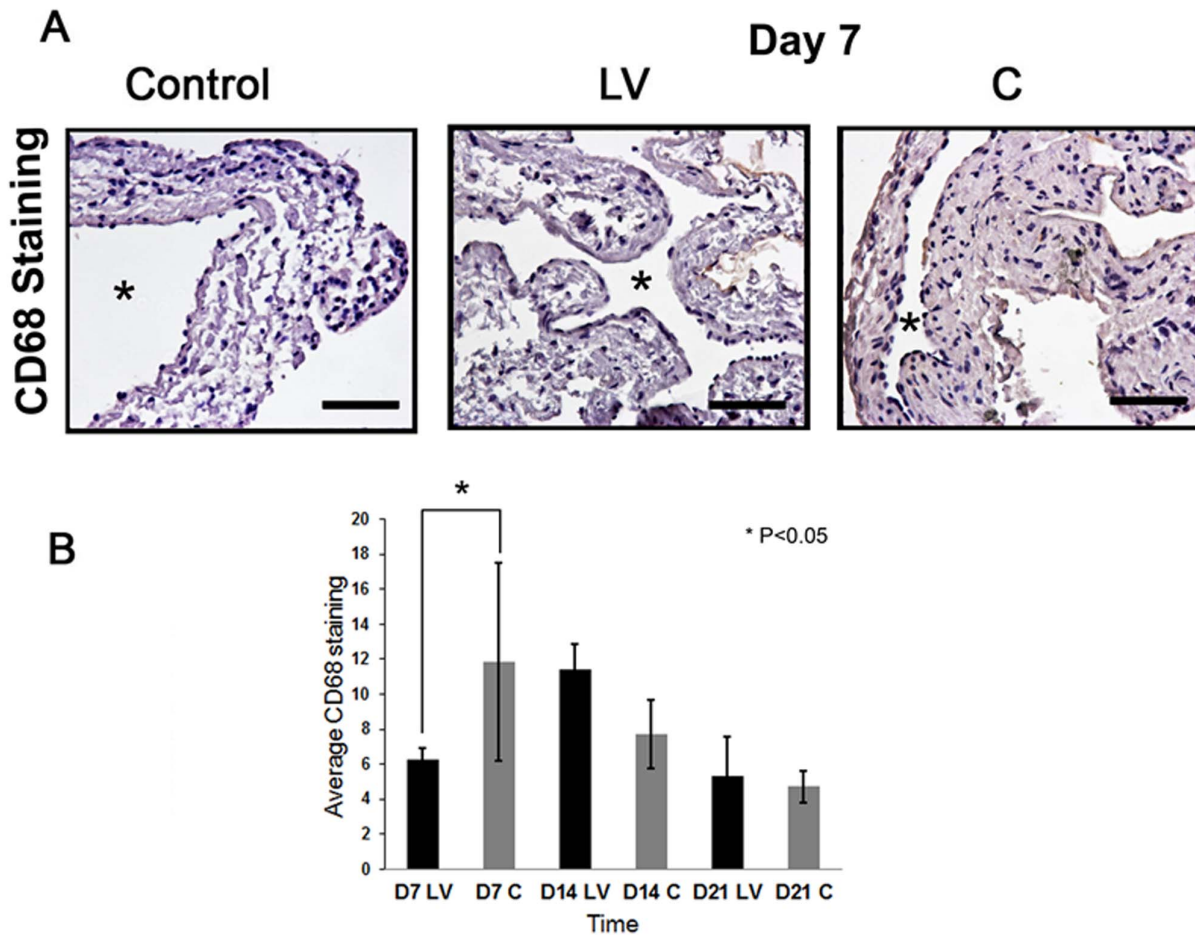 A
Day 7
Control
LV
C
CD68 Staining
*
*
*
B
*
* P<0.05
Average CD68 staining
20
18
16
14
12
10
8
6
4
2
0
D7 LV D7 C D14 LV D14 C D21 LV D21 C
Time